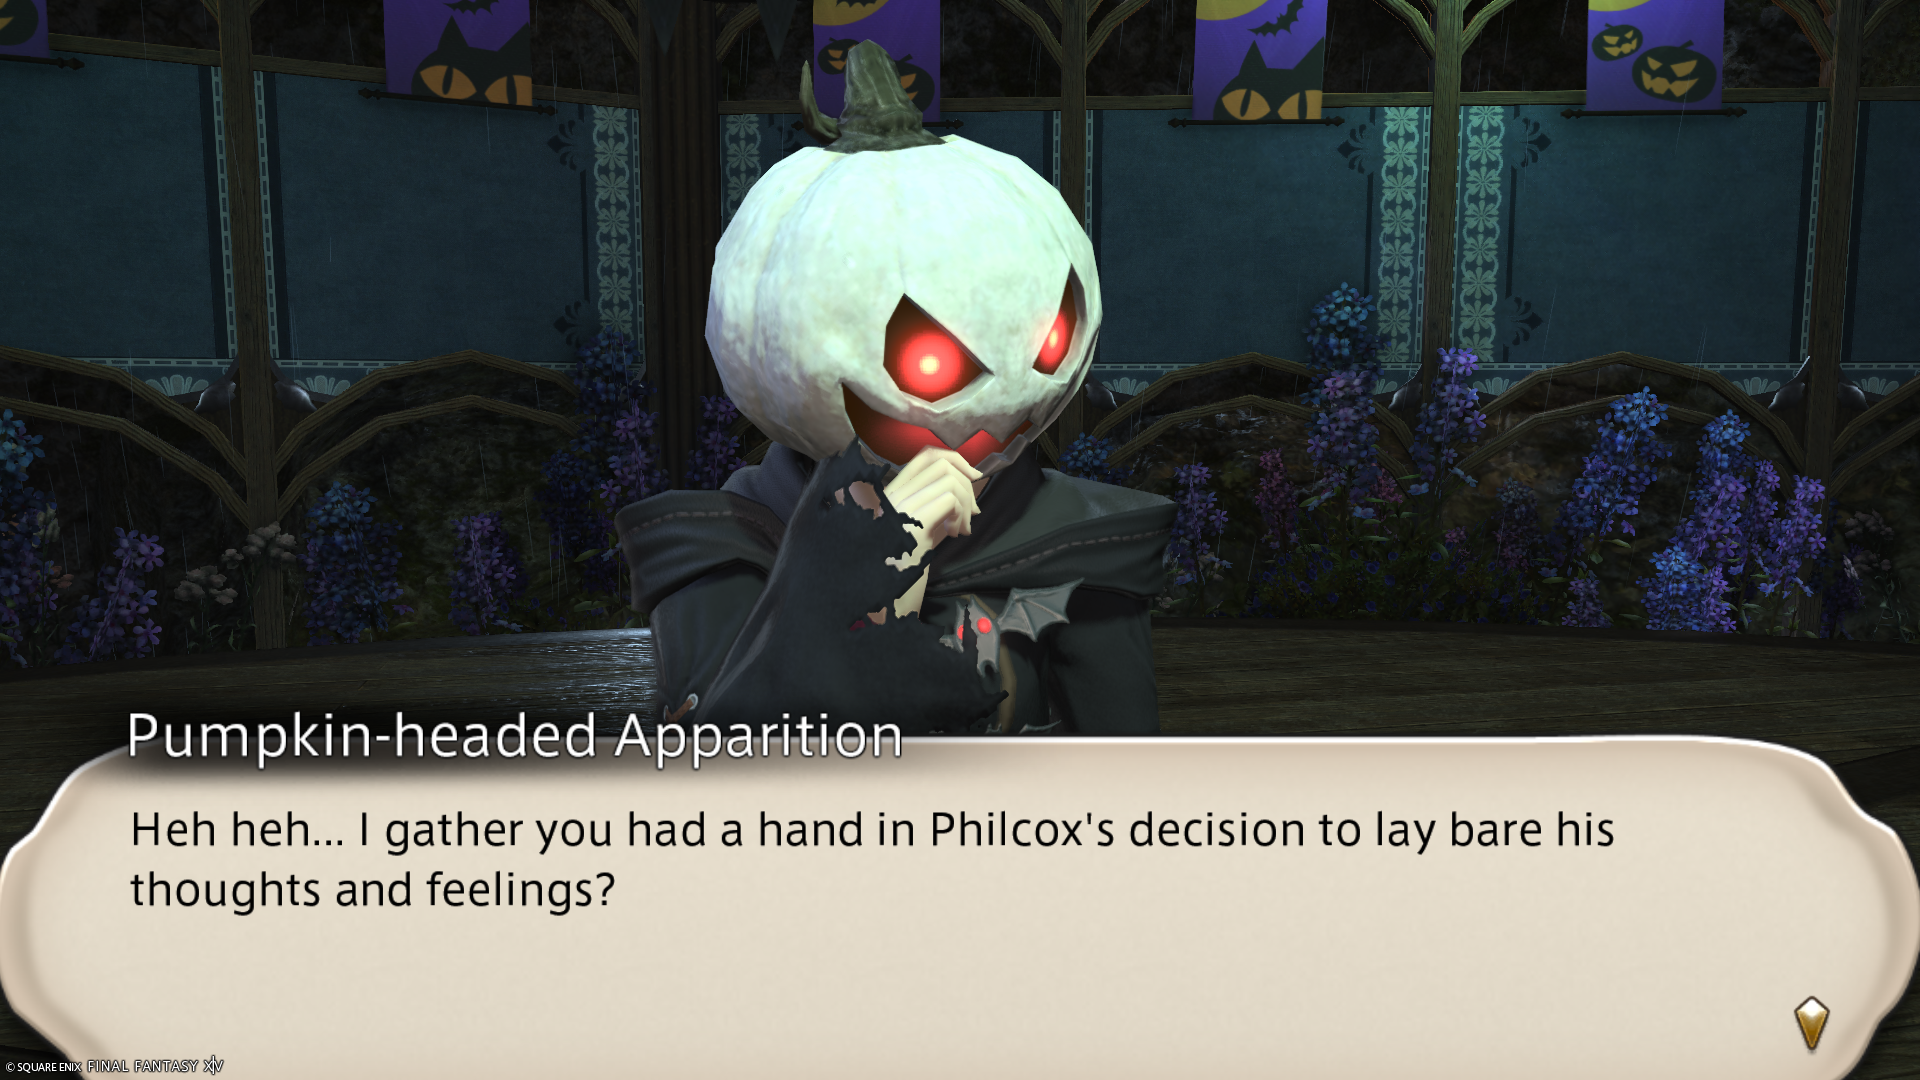 Pumpkin-headed Apparition
Heh heh... I gather you had a hand in Philcox's decision to lay bare his
thoughts and feelings?
© SQUARE ENIX FINAL FANTASY XIV